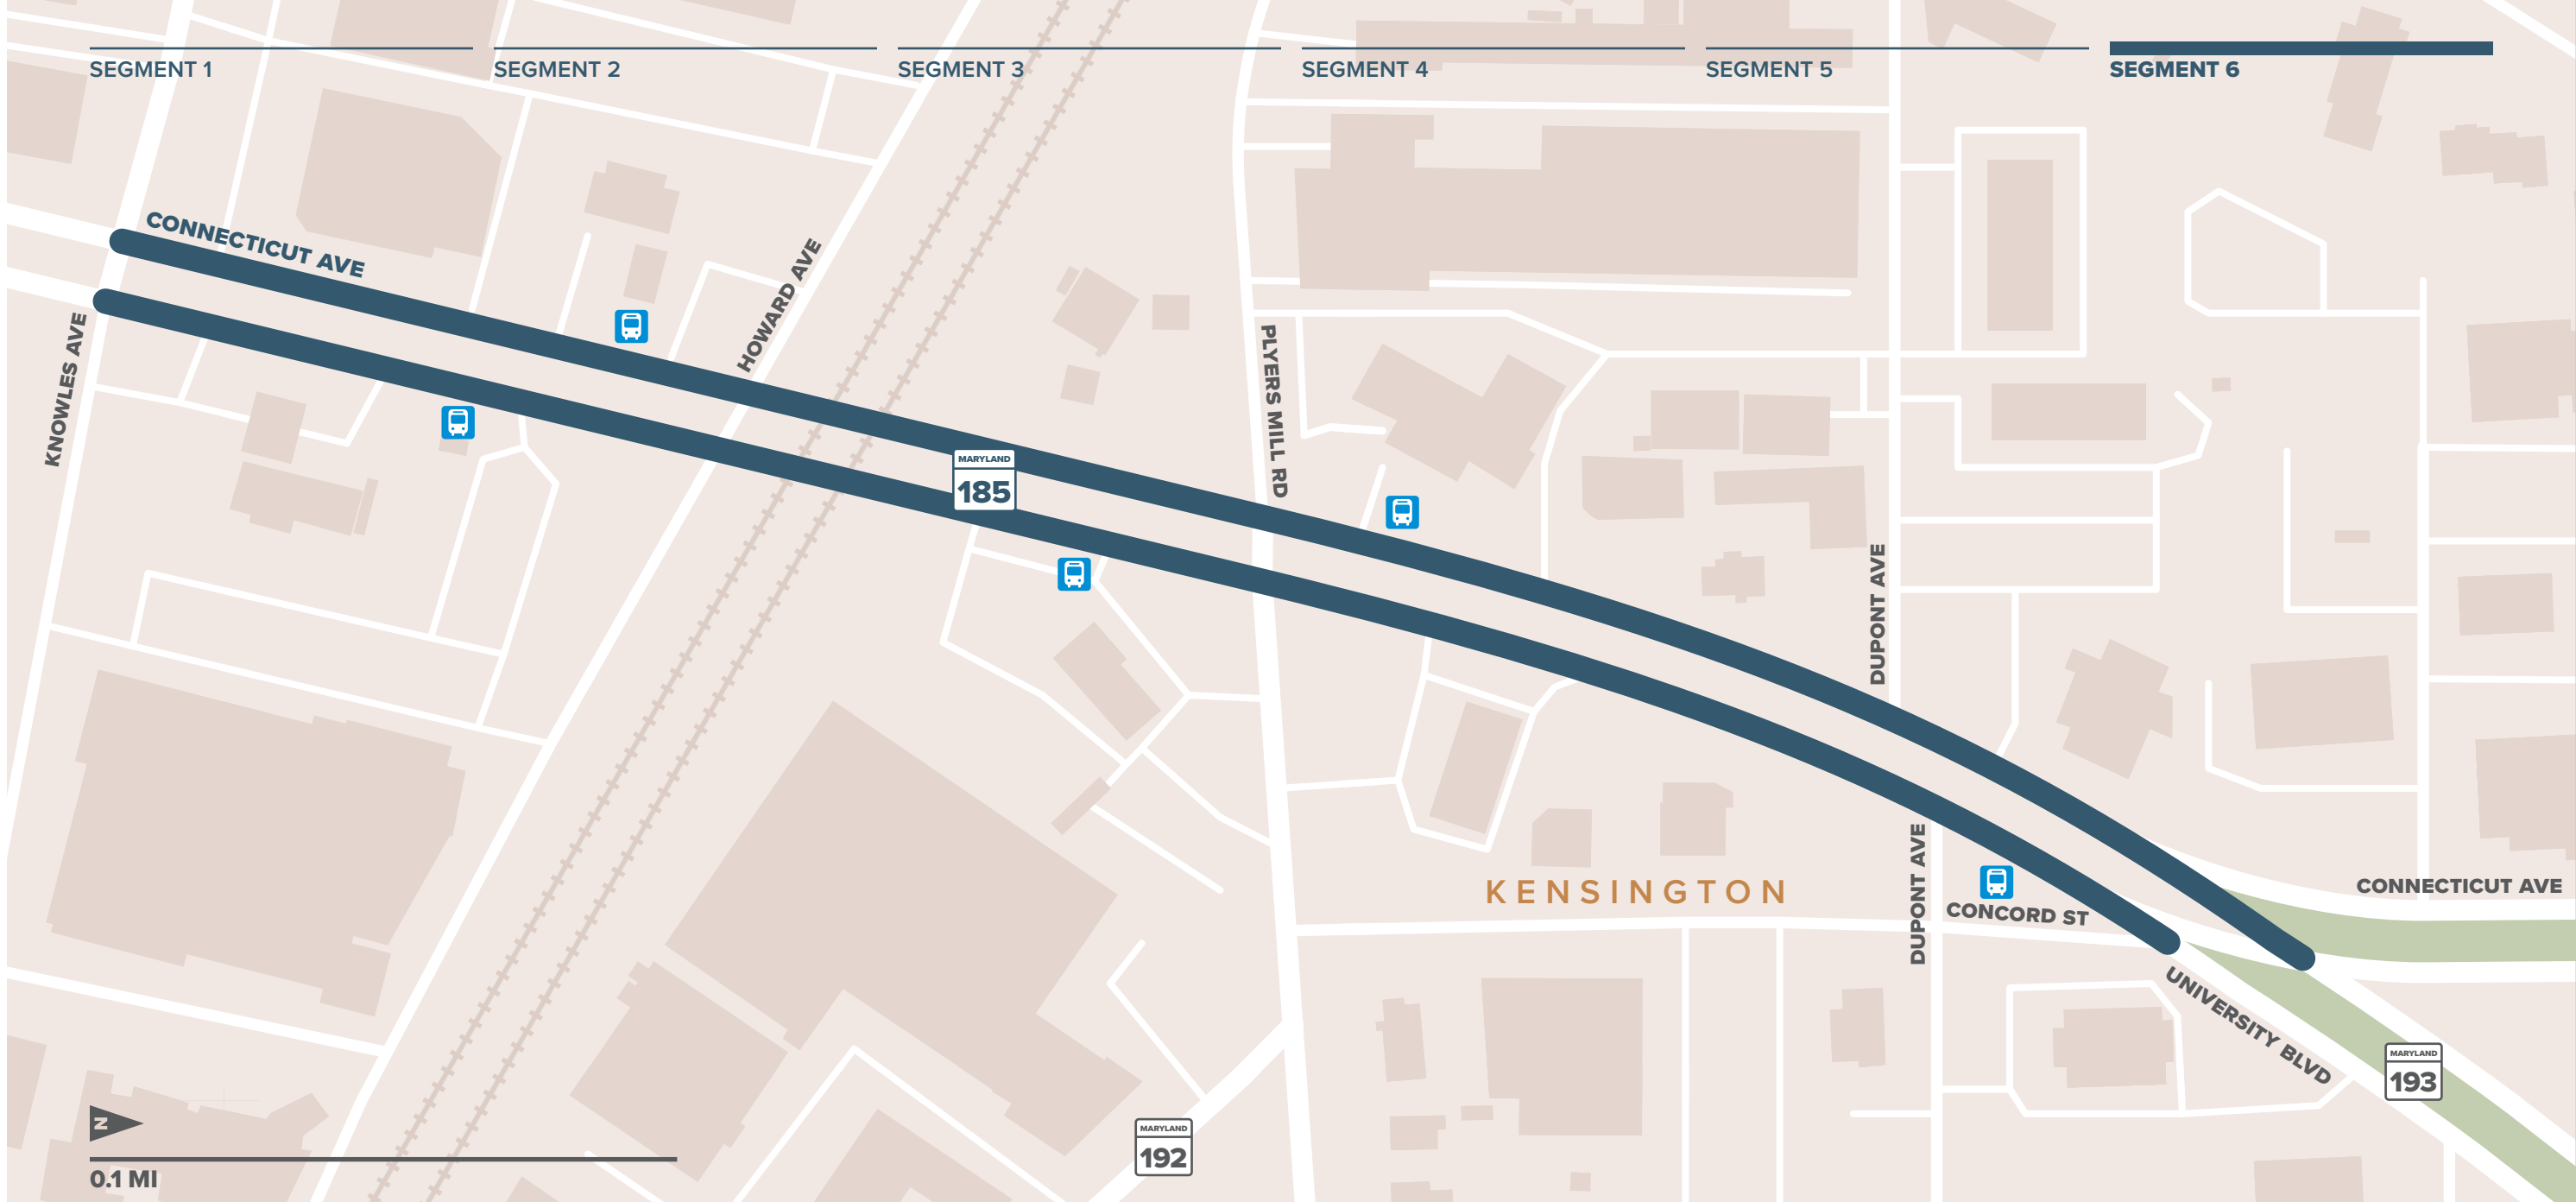 SEGMENT 1
SEGMENT 2
SEGMENT 3
SEGMENT 4
SEGMENT 5
SEGMENT 6
CONNECTICUT AVE
KNOWLES AVE
HOWARD AVE
MARYLAND
185
PLYERS MILL RD
DUPONT AVE
DUPONT AVE
KENSINGTON
CONCORD ST
CONNECTICUT AVE
UNIVERSITY BLVD
MARYLAND
193
MARYLAND
192
N
0.1 MI